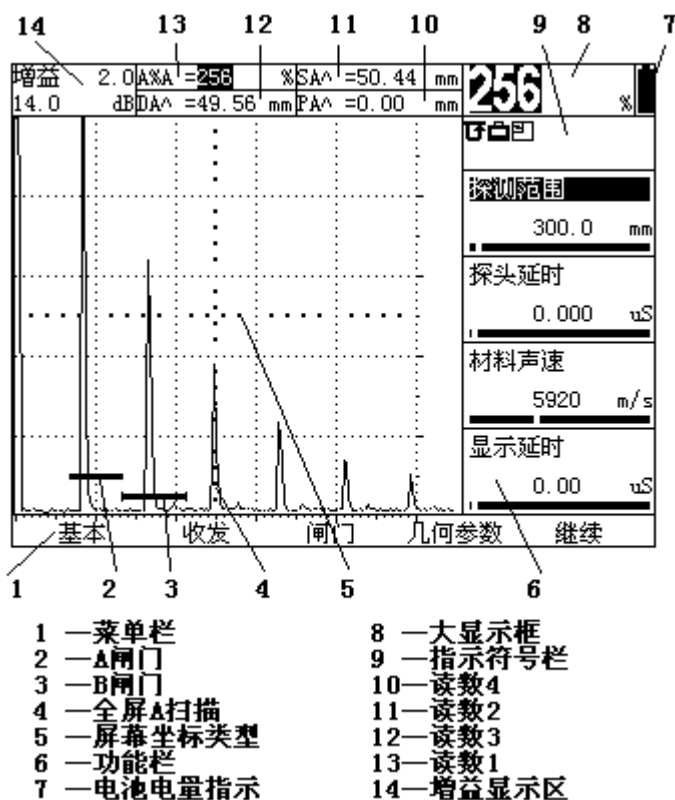 14 13 12 11 10 9 8 7
增益 2.0 A%A =256 % SA^ =50.44 mm 256 %
14.0 dB DA^ =49.56 mm PA^ =0.00 mm
探测范围
300.0 mm
探头延时
0.000 uS
材料声速
5920 m/s
显示延时
0.00 uS
基本 收发 闸门 几何参数 继续
1 2 3 4 5 6
1 —菜单栏
2 —A闸门
3 —B闸门
4 —全屏A扫描
5 —屏幕坐标类型
6 —功能栏
7 —电池电量指示
8 —大显示框
9 —指示符号栏
10—读数4
11—读数2
12—读数3
13—读数1
14—增益显示区